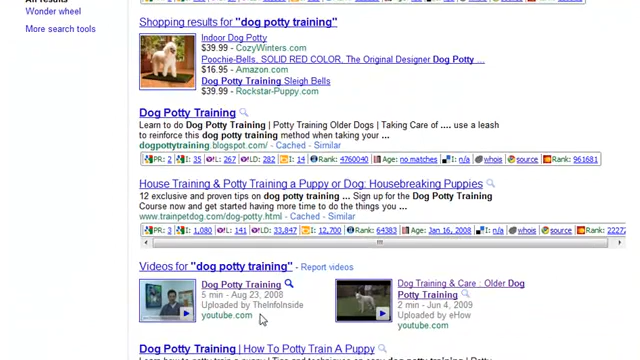 All results
Wonder wheel
More search tools
Shopping results for "dog potty training"
Indoor Dog Potty
$39.99 - CozyWinters.com
Poochie-Bells, SOLID RED COLOR, The Original Designer Dog Potty ...
$16.95 - Amazon.com
Dog Potty Training Sleigh Bells
$39.99 - Rockstar-Puppy.com
Dog Potty Training
Learn to do Dog Potty Training | Potty Training Older Dogs | Taking Care of .... use a leash
to reinforce this dog potty training method when taking your ...
dogpottytraining.blogspot.com/ - Cached - Similar
PR: 2 I: 35 L: 267 LD: 282 I: 14 Rank: 4760040 Age: no matches I: n/a whois source Rank: 961681
House Training & Potty Training a Puppy or Dog: Housebreaking Puppies
12 exclusive and proven tips on dog potty training ... Sign up for the Dog Potty Training
Course now and get started having more time to do the things you ...
www.trainpetdog.com/dog-potty.html - Cached - Similar
PR: 3 I: 1,080 L: 141 LD: 33,847 I: 12,700 Rank: 64383 Age: Jan 16, 2008 I: n/a whois source Rank: 22272
Videos for "dog potty training" - Report videos
Dog Potty Training
5 min - Aug 23, 2008
Uploaded by TheInfoInside
youtube.com
Dog Training & Care : Older Dog
Potty Training
2 min - Jun 4, 2009
Uploaded by eHow
youtube.com
Dog Potty Training | How To Potty Train A Puppy